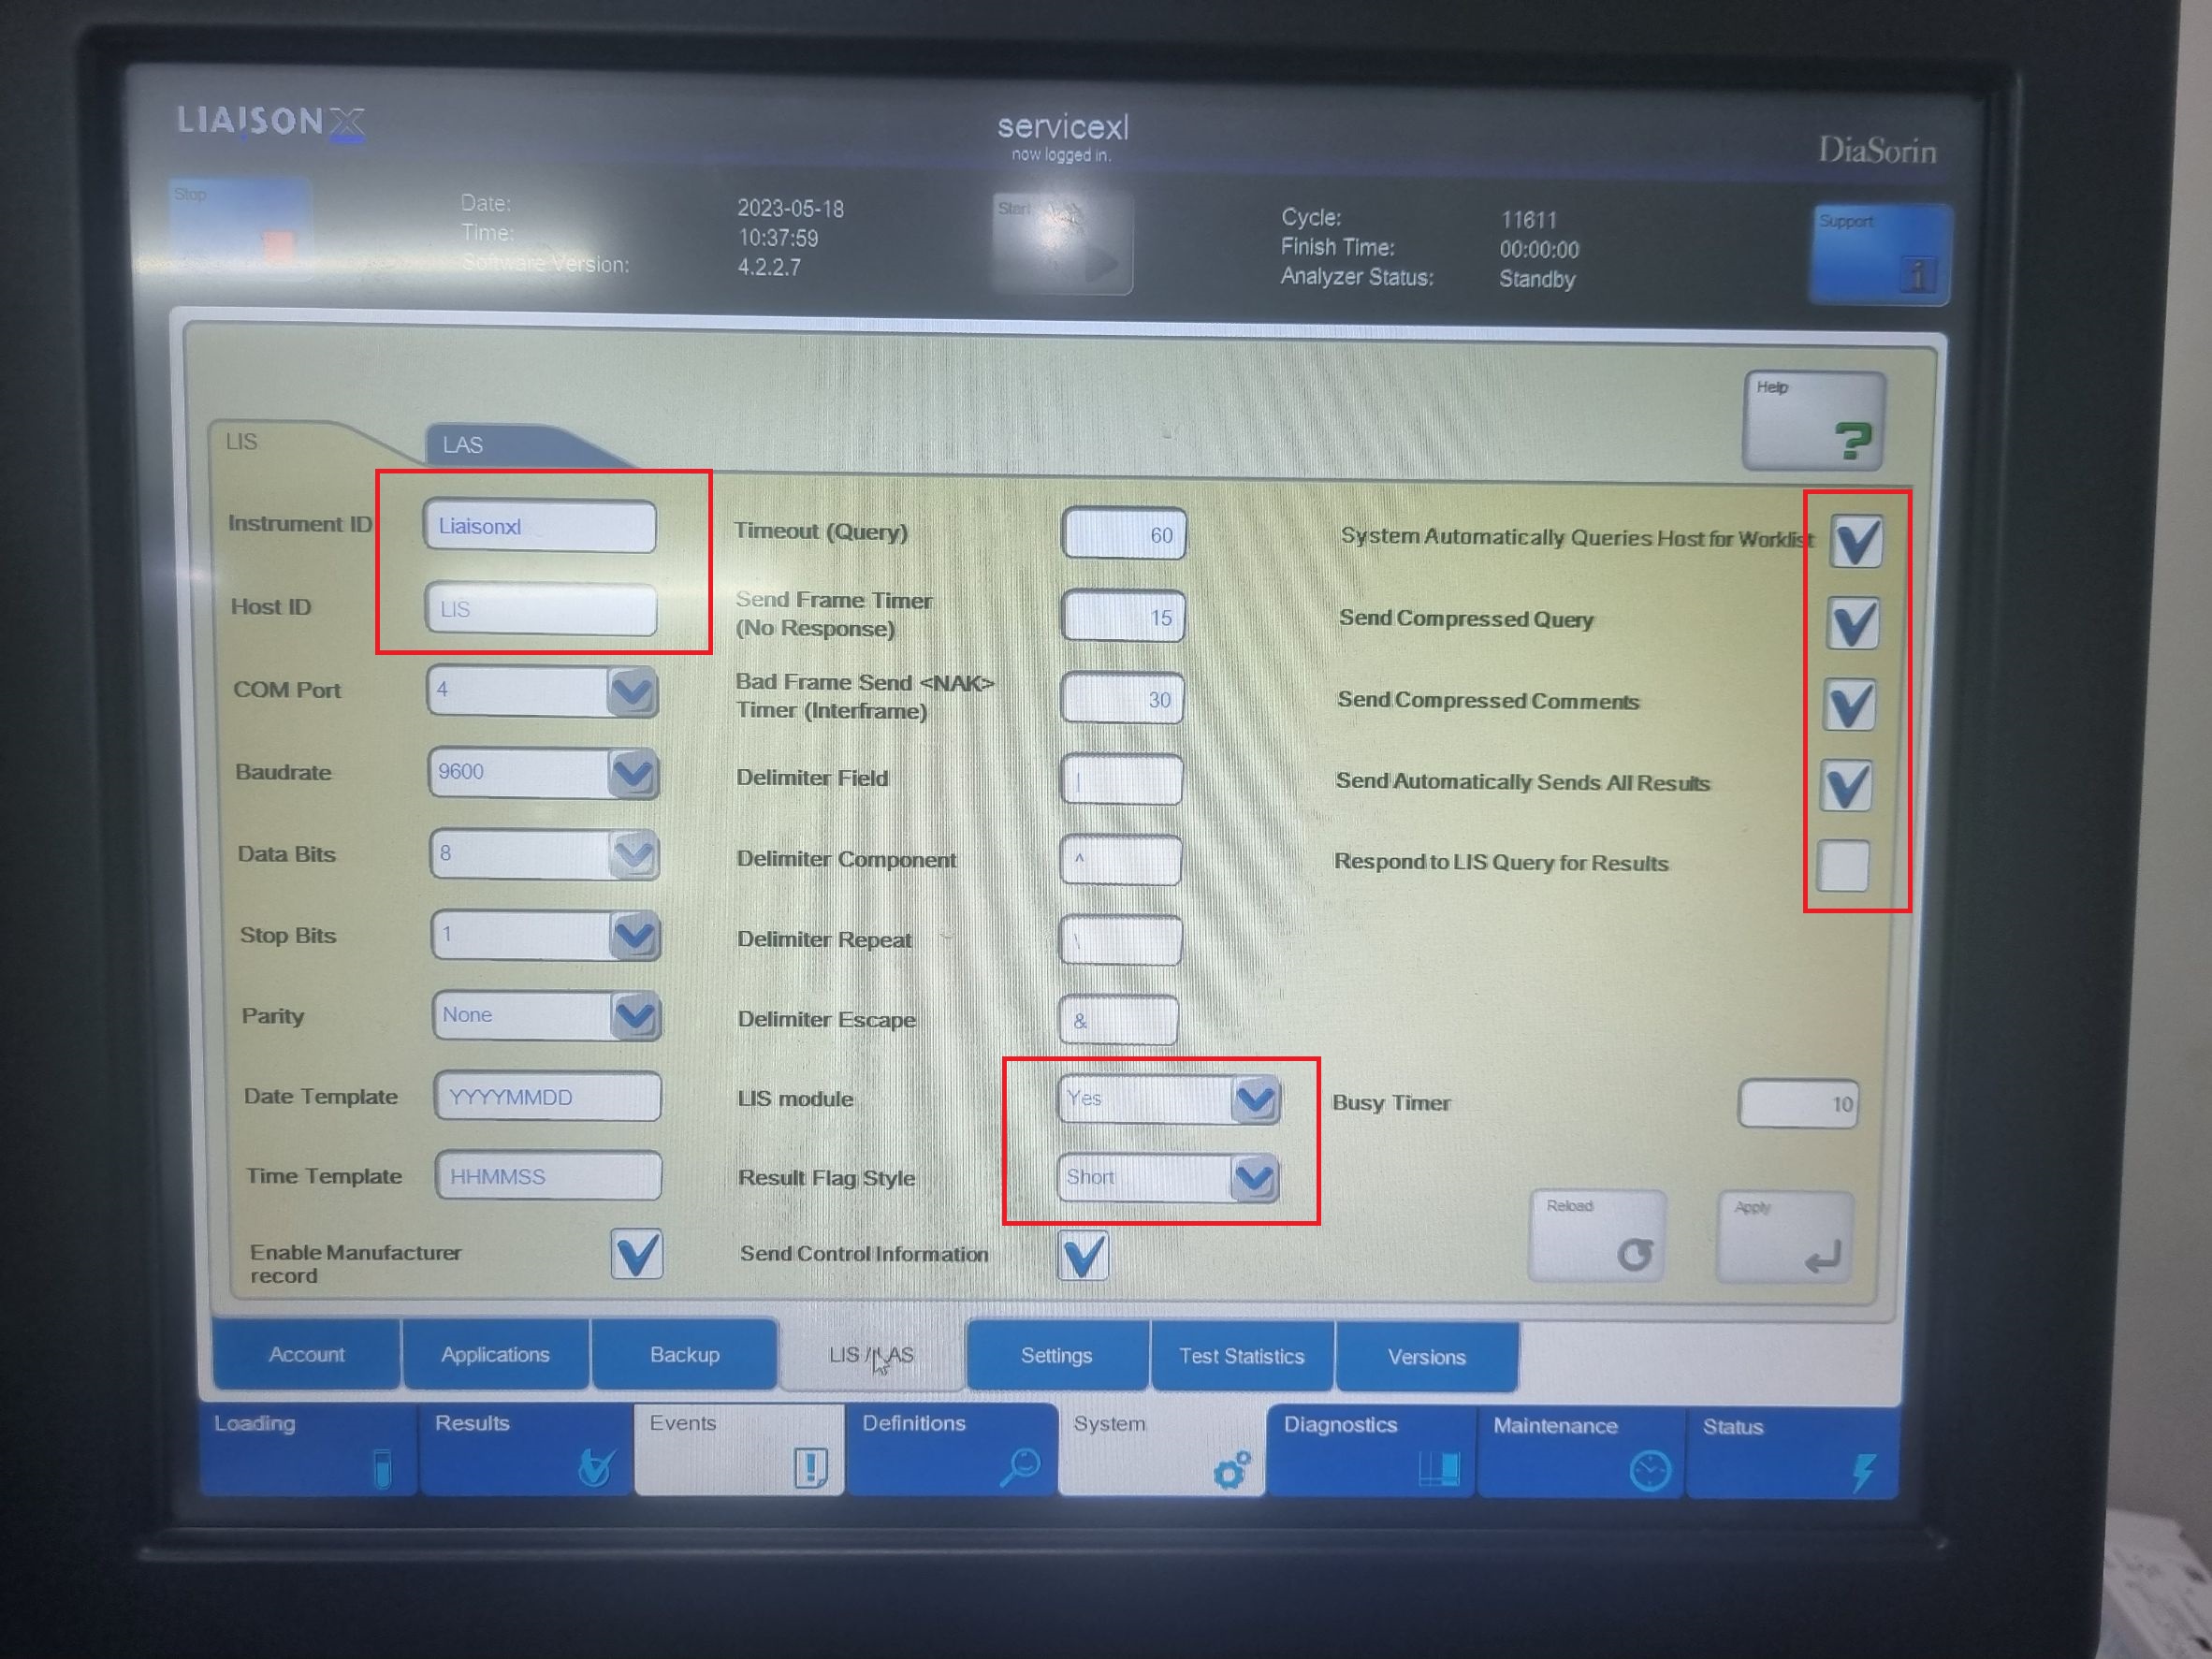 LIAISON XL
servicexl
now logged in.
DiaSorin
Stop
Date: 2023-05-18
Time: 10:37:59
Software Version: 4.2.2.7
Start
Cycle: 11611
Finish Time: 00:00:00
Analyzer Status: Standby
Support
Help
LIS
LAS
Instrument ID Liaisonxl
Host ID LIS
COM Port 4
Baudrate 9600
Data Bits 8
Stop Bits 1
Parity None
Date Template YYYYMMDD
Time Template HHMMSS
Enable Manufacturer
record
Timeout (Query) 60
Send Frame Timer
(No Response) 15
Bad Frame Send <NAK>
Timer (Interframe) 30
Delimiter Field |
Delimiter Component ^
Delimiter Repeat \
Delimiter Escape &
LIS module Yes
Result Flag Style Short
Send Control Information
System Automatically Queries Host for Worklist
Send Compressed Query
Send Compressed Comments
Send Automatically Sends All Results
Respond to LIS Query for Results
Busy Timer 10
Reload
Apply
Account
Applications
Backup
LIS / LAS
Settings
Test Statistics
Versions
Loading
Results
Events
Definitions
System
Diagnostics
Maintenance
Status